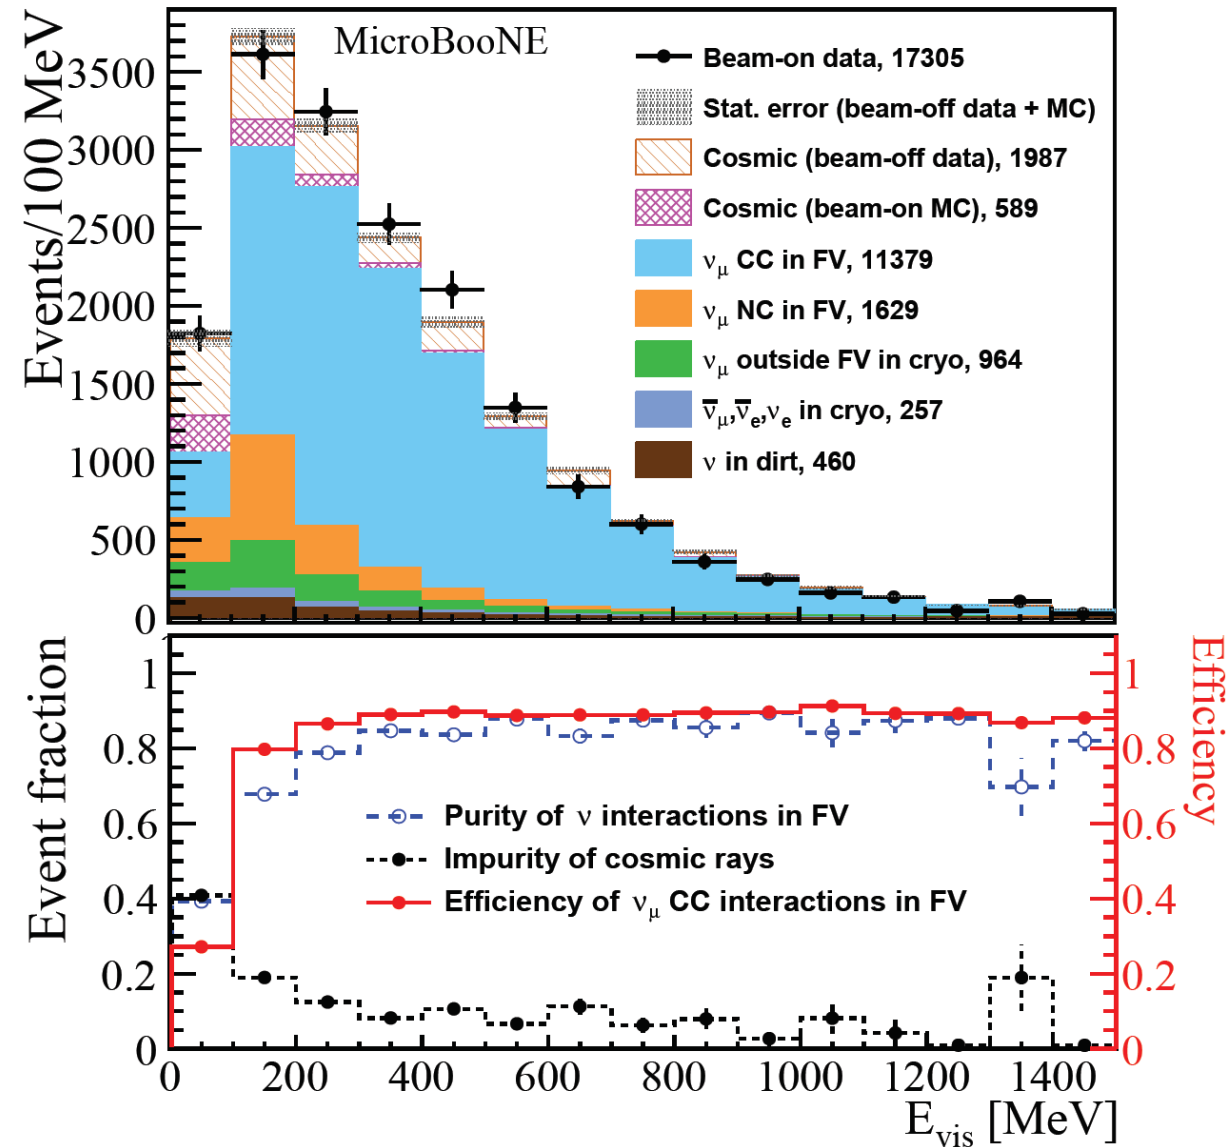 MicroBooNE
Events/100 MeV
3500
3000
2500
2000
1500
1000
500
0
Beam-on data, 17305
Stat. error (beam-off data + MC)
Cosmic (beam-off data), 1987
Cosmic (beam-on MC), 589
νμ CC in FV, 11379
νμ NC in FV, 1629
νμ outside FV in cryo, 964
ν̅μ,ν̅e,νe in cryo, 257
ν in dirt, 460
Event fraction
1
0.8
0.6
0.4
0.2
0
Purity of ν interactions in FV
Impurity of cosmic rays
Efficiency of νμ CC interactions in FV
Efficiency
1
0.8
0.6
0.4
0.2
0
0 200 400 600 800 1000 1200 1400
Evis [MeV]